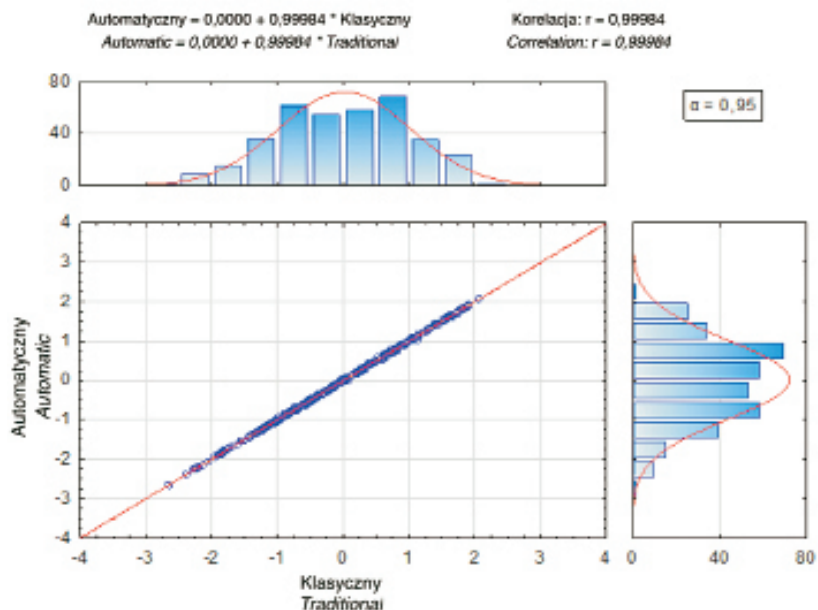 Automatyczny = 0,0000 + 0,99984 * Klasyczny
Automatic = 0,0000 + 0,99984 * Traditional
Korelacja: r = 0,99984
Correlation: r = 0,99984
α = 0,95
80
40
0
4
3
2
1
0
-1
-2
-3
-4
Automatyczny
Automatic
-4 -3 -2 -1 0 1 2 3 4
Klasyczny
Traditional
0 40 80